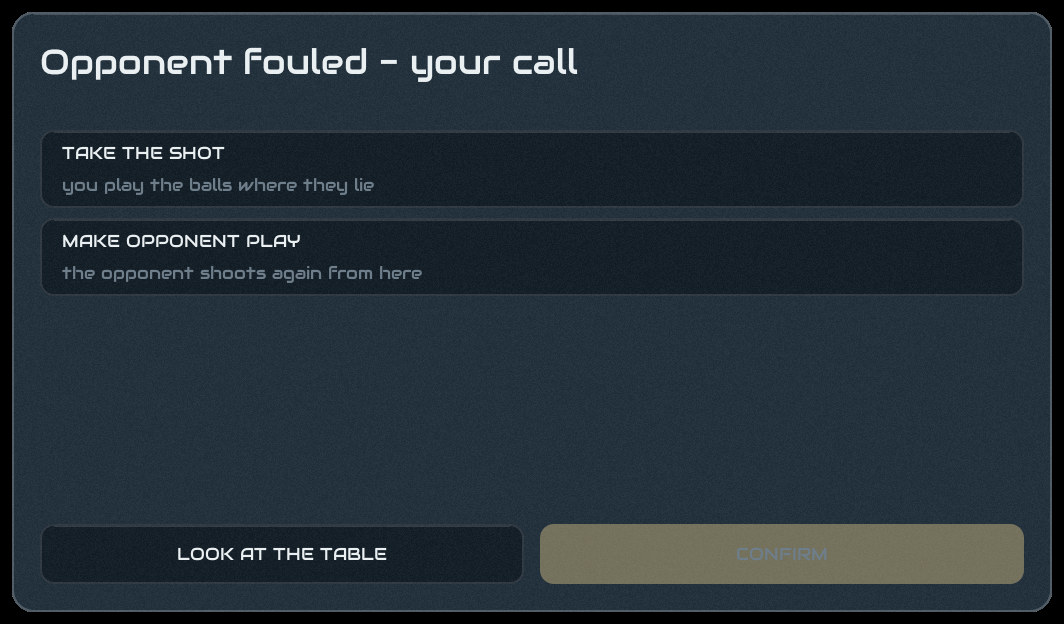 Opponent fouled - your call
TAKE THE SHOT
you play the balls where they lie
MAKE OPPONENT PLAY
the opponent shoots again from here
LOOK AT THE TABLE
CONFIRM